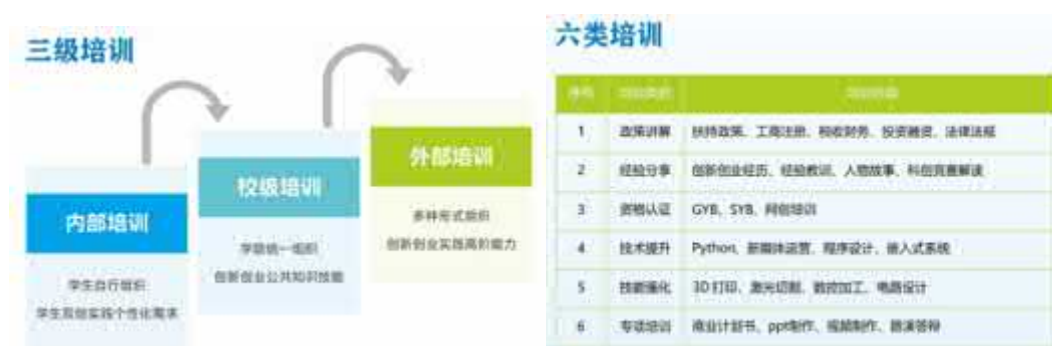 三级培训
内部培训
学生自行组织
学生双创实践个性化需求
校级培训
学院统一组织
创新创业公共知识技能
外部培训
多种形式组织
创新创业实践高阶能力
六类培训
序号 培训类别 培训内容
1 政策讲解 扶持政策、工商注册、税收财务、投资融资、法律法规
2 经验分享 创新创业经历、经验教训、人物故事、科创竞赛解读
3 资格认证 GYB、SYB、网创培训
4 技术提升 Python、新媒体运营、程序设计、嵌入式系统
5 技能强化 3D打印、激光切割、数控加工、电路设计
6 专项培训 商业计划书、ppt制作、视频制作、路演答辩